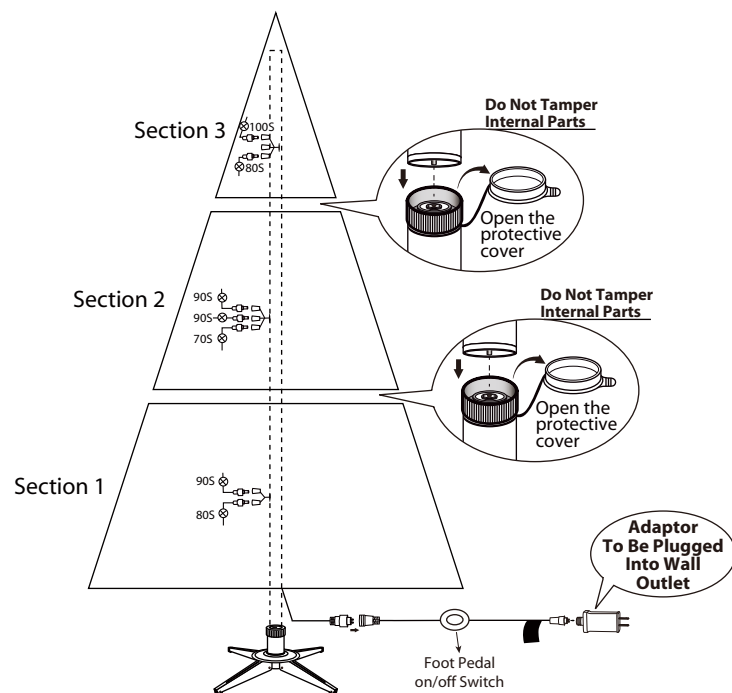 Do Not Tamper
Internal Parts
Section 3
100S
80S
Open the
protective
cover
Section 2
90S
90S
70S
Do Not Tamper
Internal Parts
Open the
protective
cover
Section 1
90S
80S
Adaptor
To Be Plugged
Into Wall
Outlet
Foot Pedal
on/off Switch